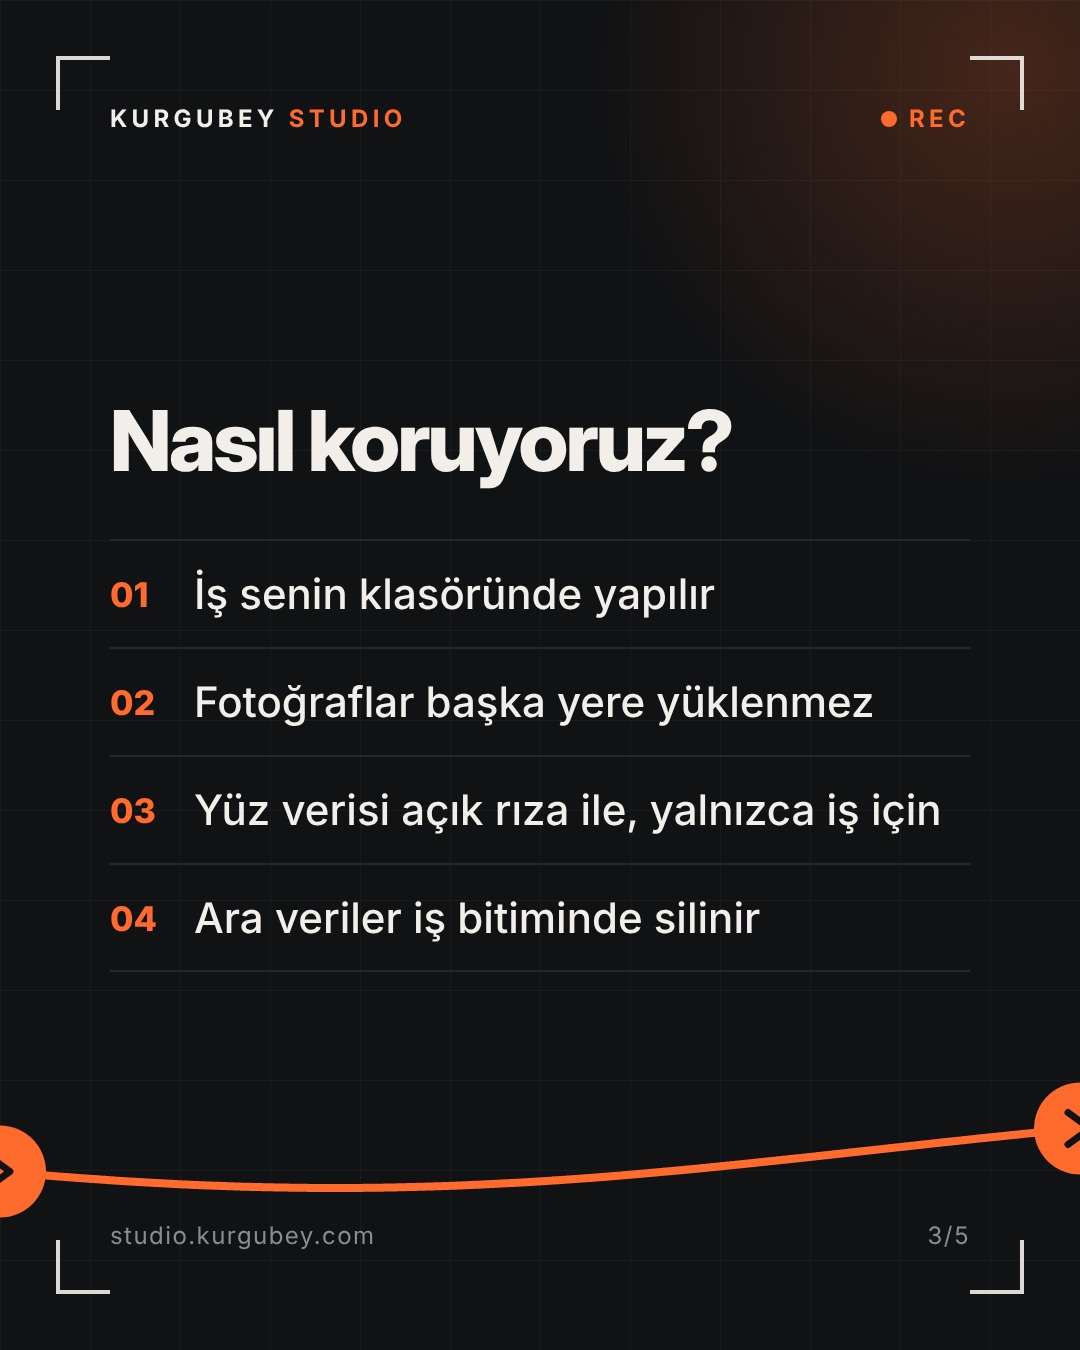 KURGUBEY STUDIO
REC
Nasıl koruyoruz?
01 İş senin klasöründe yapılır
02 Fotoğraflar başka yere yüklenmez
03 Yüz verisi açık rıza ile, yalnızca iş için
04 Ara veriler iş bitiminde silinir
studio.kurgubey.com
3/5